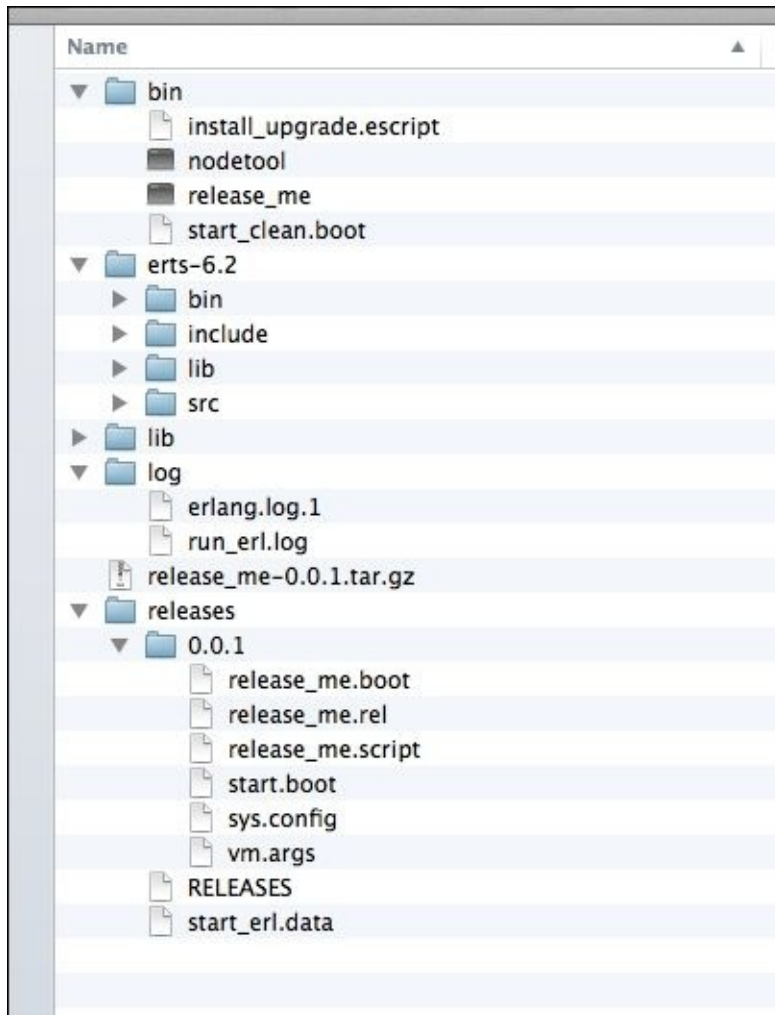 Name
bin
install_upgrade.escript
nodetool
release_me
start_clean.boot
erts-6.2
bin
include
lib
src
lib
log
erlang.log.1
run_erl.log
release_me-0.0.1.tar.gz
releases
0.0.1
release_me.boot
release_me.rel
release_me.script
start.boot
sys.config
vm.args
RELEASES
start_erl.data